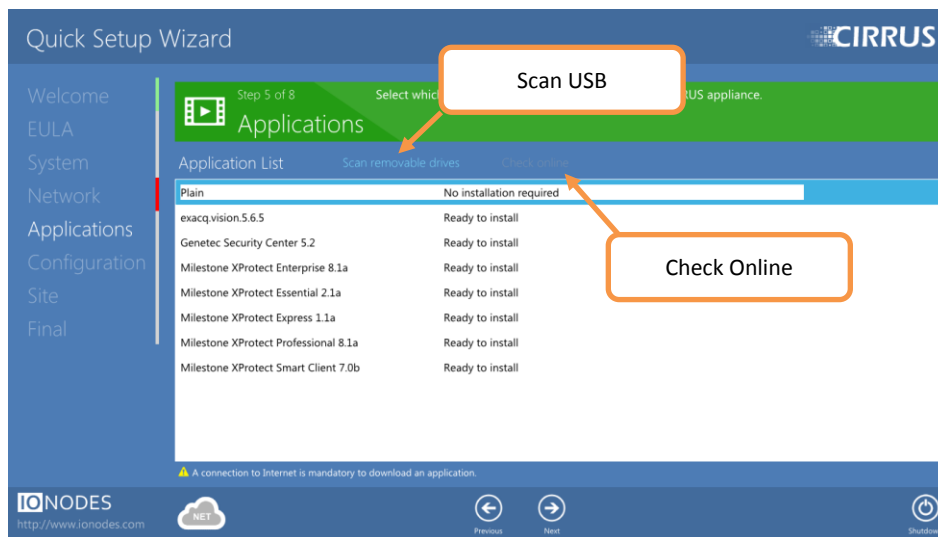 Quick Setup Wizard
CIRRUS
Scan USB
Welcome
EULA
System
Network
Applications
Configuration
Site
Final
Step 5 of 8
Select which
US appliance.
Applications
Application List Scan removable drives Check online
Plain No installation required
exacq.vision.5.6.5 Ready to install
Genetec Security Center 5.2 Ready to install
Milestone XProtect Enterprise 8.1a Ready to install
Milestone XProtect Essential 2.1a Ready to install
Milestone XProtect Express 1.1a Ready to install
Milestone XProtect Professional 8.1a Ready to install
Milestone XProtect Smart Client 7.0b Ready to install
Check Online
A connection to Internet is mandatory to download an application.
IONODES
http://www.ionodes.com
NET
Previous
Next
Shutdow